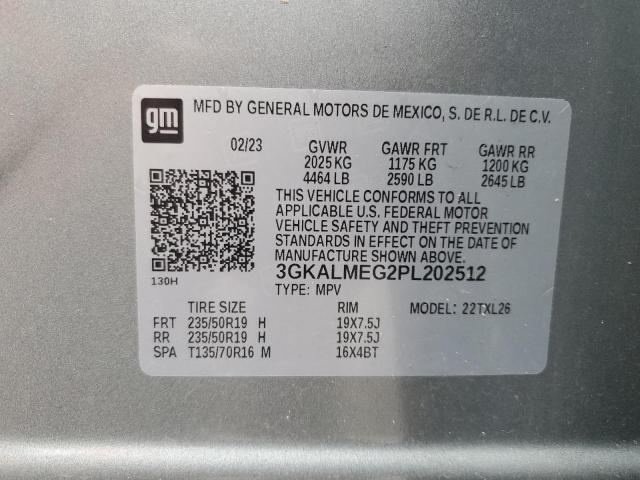 gm MFD BY GENERAL MOTORS DE MEXICO, S. DE R.L. DE C.V.
02/23 GVWR GAWR FRT GAWR RR
2025 KG 1175 KG 1200 KG
4464 LB 2590 LB 2645 LB
THIS VEHICLE CONFORMS TO ALL
APPLICABLE U.S. FEDERAL MOTOR
VEHICLE SAFETY AND THEFT PREVENTION
STANDARDS IN EFFECT ON THE DATE OF
MANUFACTURE SHOWN ABOVE.
3GKALMEG2PL202512
130H
TYPE: MPV
TIRE SIZE RIM MODEL: 22TXL26
FRT 235/50R19 H 19X7.5J
RR 235/50R19 H 19X7.5J
SPA T135/70R16 M 16X4BT